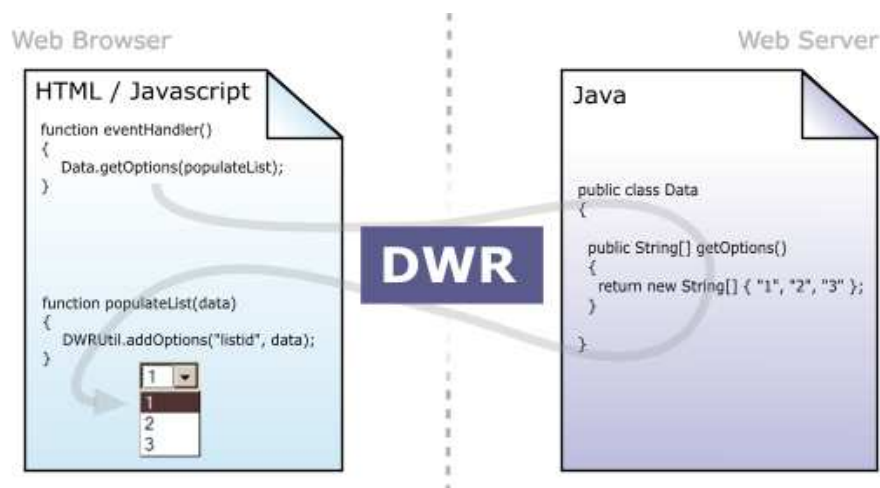 Web Browser
Web Server
HTML / Javascript
function eventHandler()
{
Data.getOptions(populateList);
}
function populateList(data)
{
DWRUtil.addOptions("listid", data);
}
1
1
2
3
DWR
Java
public class Data
{
public String[] getOptions()
{
return new String[] { "1", "2", "3" };
}
}